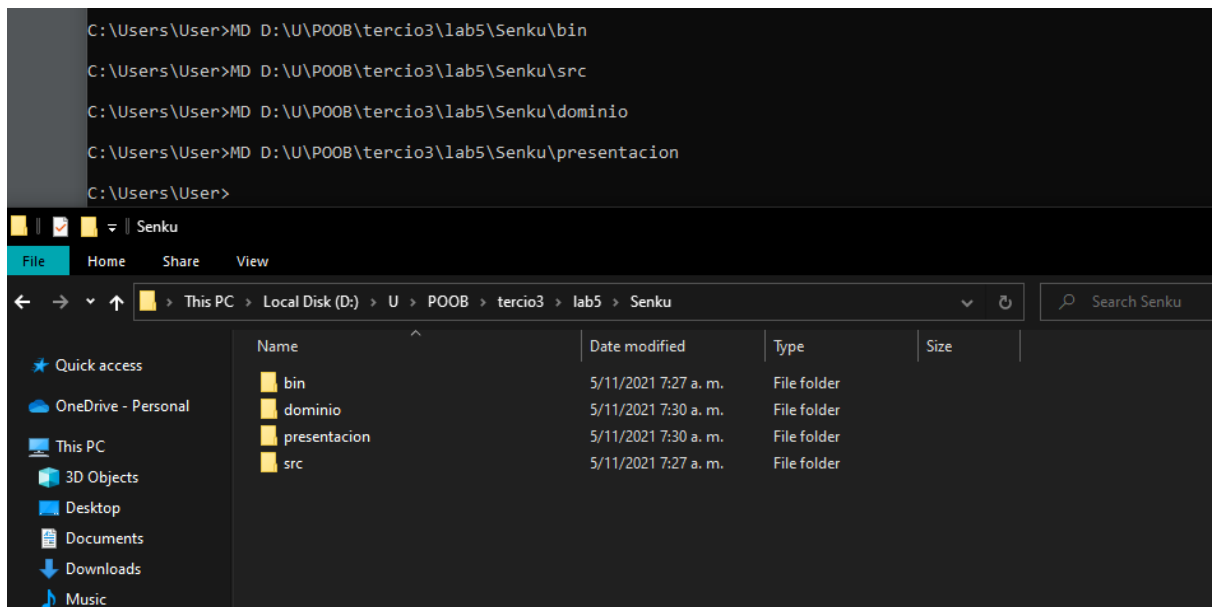 C:\Users\User>MD D:\U\POOB\tercio3\lab5\Senku\bin
C:\Users\User>MD D:\U\POOB\tercio3\lab5\Senku\src
C:\Users\User>MD D:\U\POOB\tercio3\lab5\Senku\dominio
C:\Users\User>MD D:\U\POOB\tercio3\lab5\Senku\presentacion
C:\Users\User>
Senku
File Home Share View
This PC > Local Disk (D:) > U > POOB > tercio3 > lab5 > Senku Search Senku
Name Date modified Type Size
Quick access
bin 5/11/2021 7:27 a. m. File folder
OneDrive - Personal dominio 5/11/2021 7:30 a. m. File folder
presentacion 5/11/2021 7:30 a. m. File folder
This PC
src 5/11/2021 7:27 a. m. File folder
3D Objects
Desktop
Documents
Downloads
Music